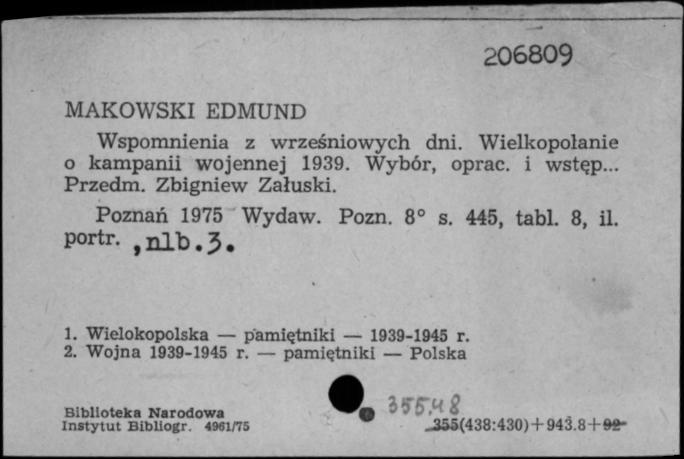 206809
MAKOWSKI EDMUND
Wspomnienia z wrześniowych dni. Wielkopolanie
o kampanii wojennej 1939. Wybór, oprac. i wstęp...
Przedm. Zbigniew Załuski.
Poznań 1975 Wydaw. Pozn. 8° s. 445, tabl. 8, il.
portr. , nlb. 3.
1. Wielokopolska — pamiętniki — 1939-1945 r.
2. Wojna 1939-1945 r. — pamiętniki — Polska
355.48
Biblioteka Narodowa
Instytut Bibliogr. 4961/75
355(438:430)+943.8+92